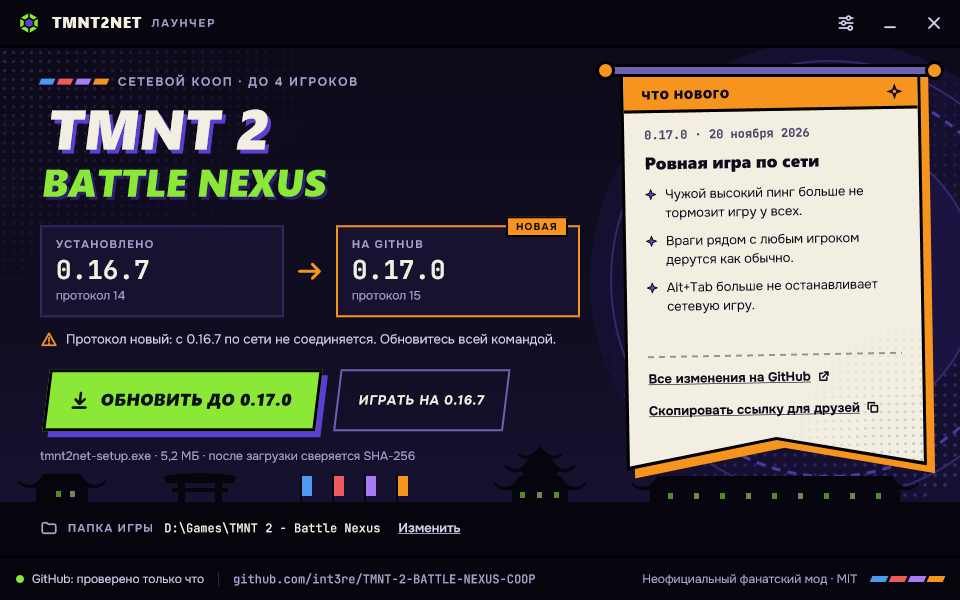 TMNT2NET ЛАУНЧЕР
СЕТЕВОЙ КООП · ДО 4 ИГРОКОВ
TMNT 2
BATTLE NEXUS
УСТАНОВЛЕНО
0.16.7
протокол 14
НОВАЯ
НА GITHUB
0.17.0
протокол 15
Протокол новый: с 0.16.7 по сети не соединяется. Обновитесь всей командой.
ОБНОВИТЬ ДО 0.17.0
ИГРАТЬ НА 0.16.7
tmnt2net-setup.exe · 5,2 МБ · после загрузки сверяется SHA-256
что нового
0.17.0 · 20 ноября 2026
Ровная игра по сети
Чужой высокий пинг больше не
тормозит игру у всех.
Враги рядом с любым игроком
дерутся как обычно.
Alt+Tab больше не останавливает
сетевую игру.
Все изменения на GitHub
Скопировать ссылку для друзей
ПАПКА ИГРЫ D:\Games\TMNT 2 - Battle Nexus Изменить
GitHub: проверено только что github.com/int3re/TMNT-2-BATTLE-NEXUS-COOP Неофициальный фанатский мод · MIT